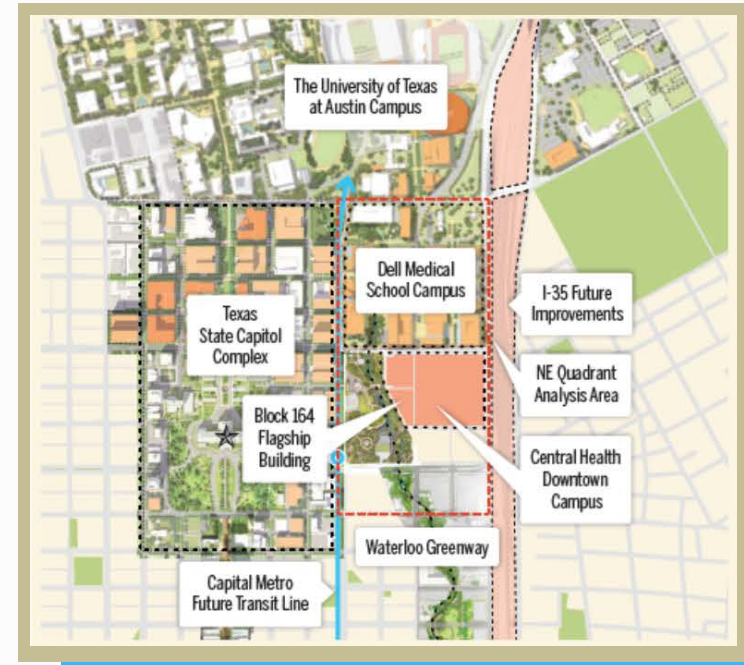 The University of Texas
at Austin Campus
Dell Medical
School Campus
I-35 Future
Improvements
Texas
State Capitol
Complex
NE Quadrant
Analysis Area
Block 164
Flagship
Building
Central Health
Downtown
Campus
Waterloo Greenway
Capital Metro
Future Transit Line